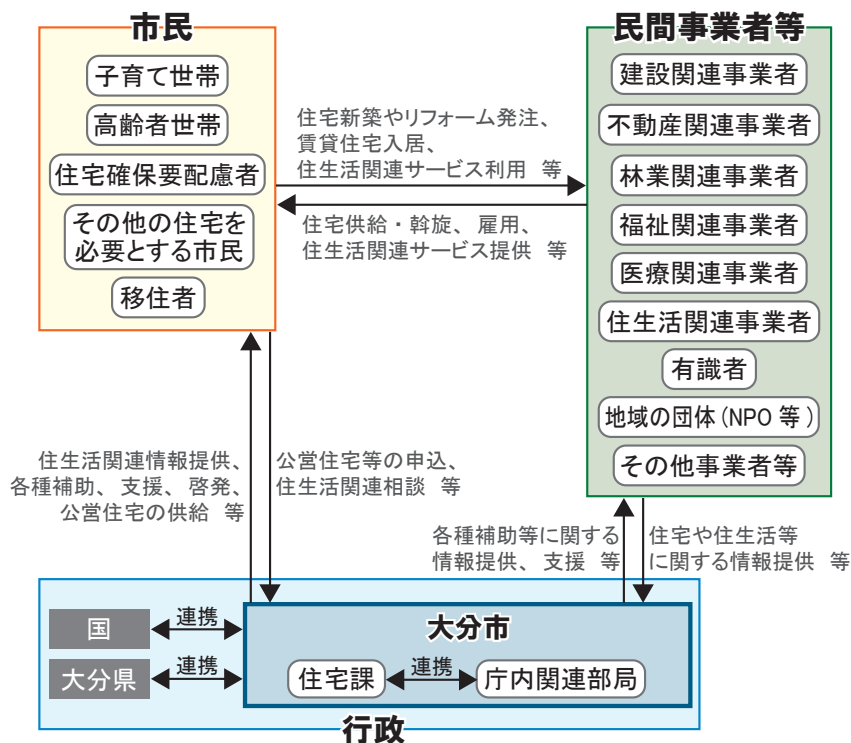 市民
子育て世帯
高齢者世帯
住宅確保要配慮者
その他の住宅を
必要とする市民
移住者
住宅新築やリフォーム発注、
賃貸住宅入居、
住生活関連サービス利用 等
住宅供給・斡旋、雇用、
住生活関連サービス提供 等
民間事業者等
建設関連事業者
不動産関連事業者
林業関連事業者
福祉関連事業者
医療関連事業者
住生活関連事業者
有識者
地域の団体(NPO 等)
その他事業者等
住生活関連情報提供、
各種補助、支援、啓発、
公営住宅の供給 等
公営住宅等の申込、
住生活関連相談 等
各種補助等に関する
情報提供、支援 等
住宅や住生活等
に関する情報提供 等
国
連携
大分県
連携
大分市
住宅課
連携
庁内関連部局
行政